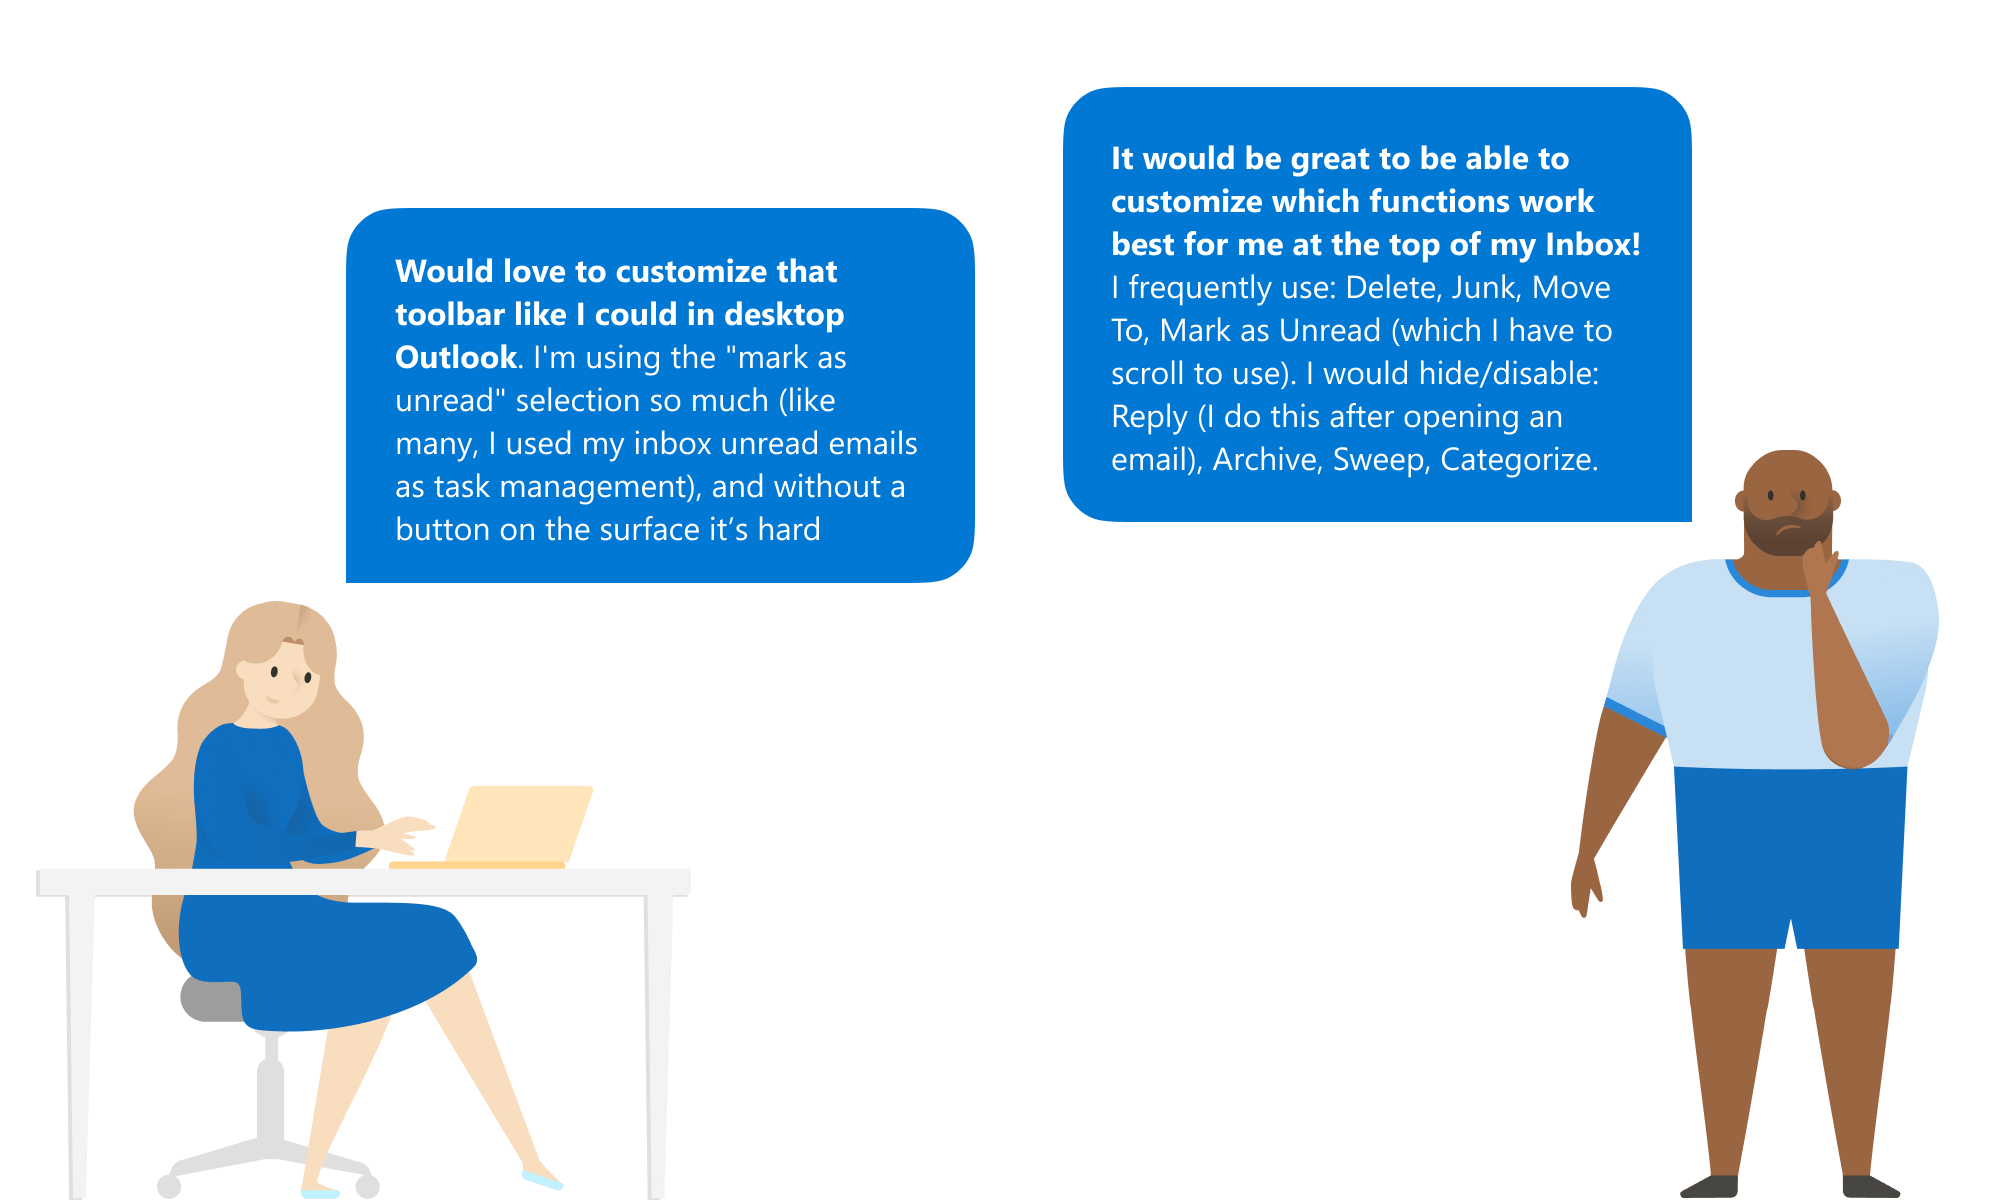 Would love to customize that
toolbar like I could in desktop
Outlook. I'm using the "mark as
unread" selection so much (like
many, I used my inbox unread emails
as task management), and without a
button on the surface it‘s hard
It would be great to be able to
customize which functions work
best for me at the top of my Inbox!
I frequently use: Delete, Junk, Move
To, Mark as Unread (which I have to
scroll to use). I would hide/disable:
Reply (I do this after opening an
email), Archive, Sweep, Categorize.